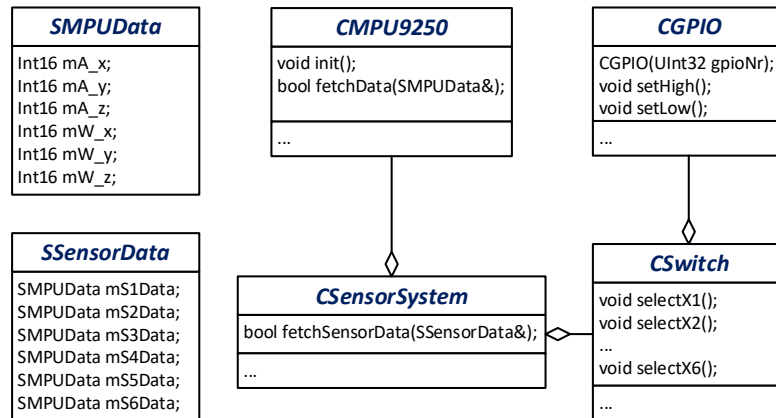 SMPUData
Int16 mA_x;
Int16 mA_y;
Int16 mA_z;
Int16 mW_x;
Int16 mW_y;
Int16 mW_z;
CMPU9250
void init();
bool fetchData(SMPUData&);
...
CGPIO
CGPIO(UInt32 gpioNr);
void setHigh();
void setLow();
...
SSensorData
SMPUData mS1Data;
SMPUData mS2Data;
SMPUData mS3Data;
SMPUData mS4Data;
SMPUData mS5Data;
SMPUData mS6Data;
CSensorSystem
bool fetchSensorData(SSensorData&);
...
CSwitch
void selectX1();
void selectX2();
...
void selectX6();
...